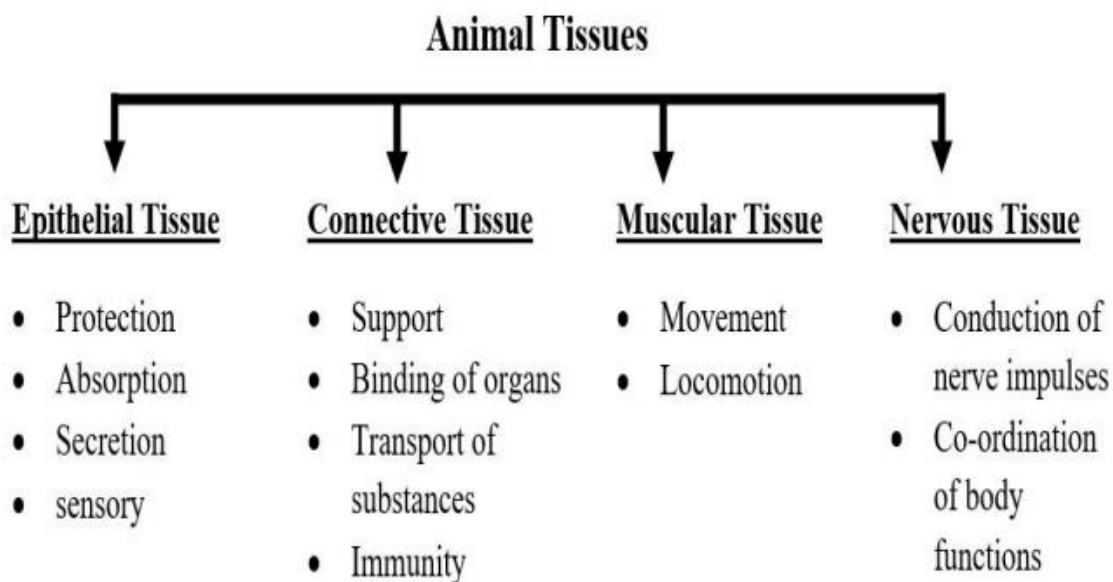 Animal Tissues
Epithelial Tissue
• Protection
• Absorption
• Secretion
• sensory
Connective Tissue
• Support
• Binding of organs
• Transport of
substances
• Immunity
Muscular Tissue
• Movement
• Locomotion
Nervous Tissue
• Conduction of
nerve impulses
• Co-ordination
of body
functions